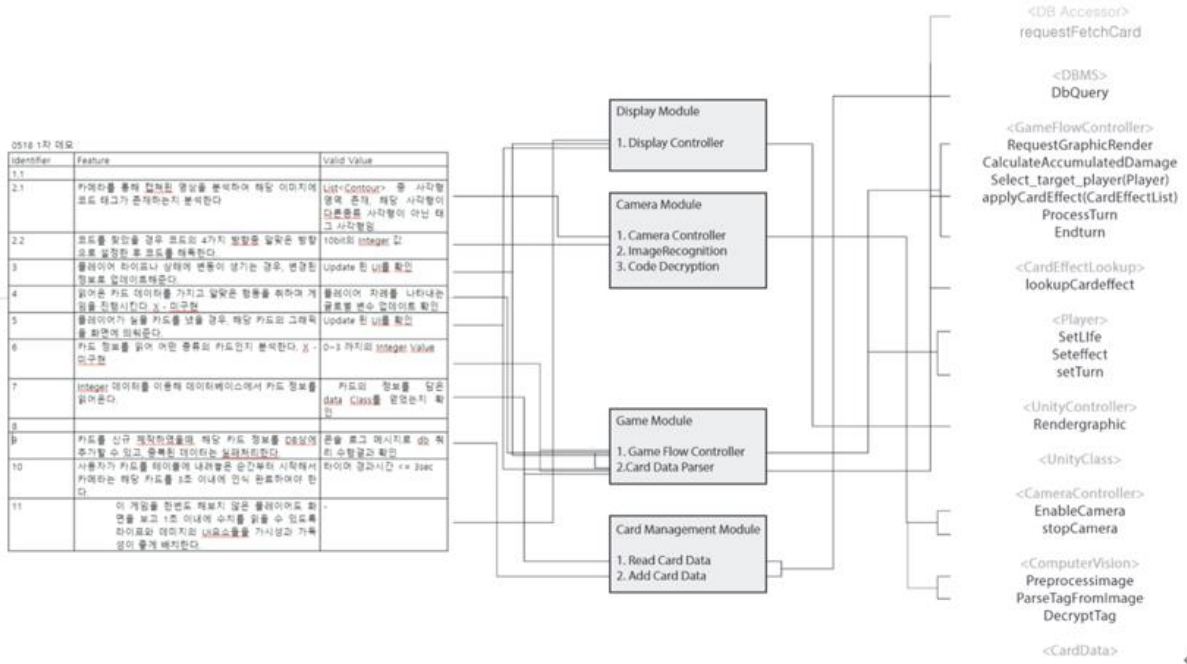 0518 1차 데모
Identifier Feature Valid Value
1.1
2.1 카메라를 통해 캡쳐된 영상을 분석하여 해당 이미지에 List<Contour> 중 사각형
코드 태그가 존재하는지 분석한다 영역 존재, 해당 사각형이
다른종류 사각형이 아닌 태
그 사각형임
2.2 코드를 찾았을 경우 코드의 4가지 방향중 알맞은 방향 10bit의 Integer 값
으로 설정한 후 코드를 해독한다.
3 플레이어 라이프나 상태에 변동이 생기는 경우, 변경된 Update 된 UI를 확인
정보로 업데이트해준다.
4 읽어온 카드 데이터를 가지고 알맞은 행동을 취하며 게 플레이어 차례를 나타내는
임을 진행시킨다. X - 미구현 글로벌 변수 업데이트 확인
5 플레이어가 실물 카드를 냈을 경우, 해당 카드의 그래픽 Update 된 UI를 확인
을 화면에 띄워준다.
6 카드 정보를 읽어 어떤 종류의 카드인지 분석한다. X - 0~3 까지의 Integer Value
미구현
7 Integer 데이터를 이용해 데이터베이스에서 카드 정보를 카드의 정보를 담은
읽어온다. data Class를 얻었는지 확
인
8
9 카드를 신규 제작하였을때, 해당 카드 정보를 DB상에 콘솔 로그 메시지로 db 쿼
추가할 수 있고, 중복된 데이터는 실패처리한다. 리 수행결과 확인
10 사용자가 카드를 테이블에 내려놓은 순간부터 시작해서 타이머 경과시간 <= 3sec
카메라는 해당 카드를 3초 이내에 인식 완료하여야 한
다.
11 이 게임을 한번도 해보지 않은 플레이어도 화 -
면을 보고 1초 이내에 수치를 읽을 수 있도록
라이프와 데미지의 UI요소들을 가시성과 가독
성이 좋게 배치한다.
Display Module
1. Display Controller
Camera Module
1. Camera Controller
2. ImageRecognition
3. Code Decryption
Game Module
1. Game Flow Controller
2.Card Data Parser
Card Management Module
1. Read Card Data
2. Add Card Data
<DB Accessor>
requestFetchCard
<DBMS>
DbQuery
<GameFlowController>
RequestGraphicRender
CalculateAccumulatedDamage
Select_target_player(Player)
applyCardEffect(CardEffectList)
ProcessTurn
Endturn
<CardEffectLookup>
lookupCardeffect
<Player>
SetLIfe
Seteffect
setTurn
<UnityController>
Rendergraphic
<UnityClass>
<CameraController>
EnableCamera
stopCamera
<ComputerVision>
Preprocessimage
ParseTagFromImage
DecryptTag
<CardData>